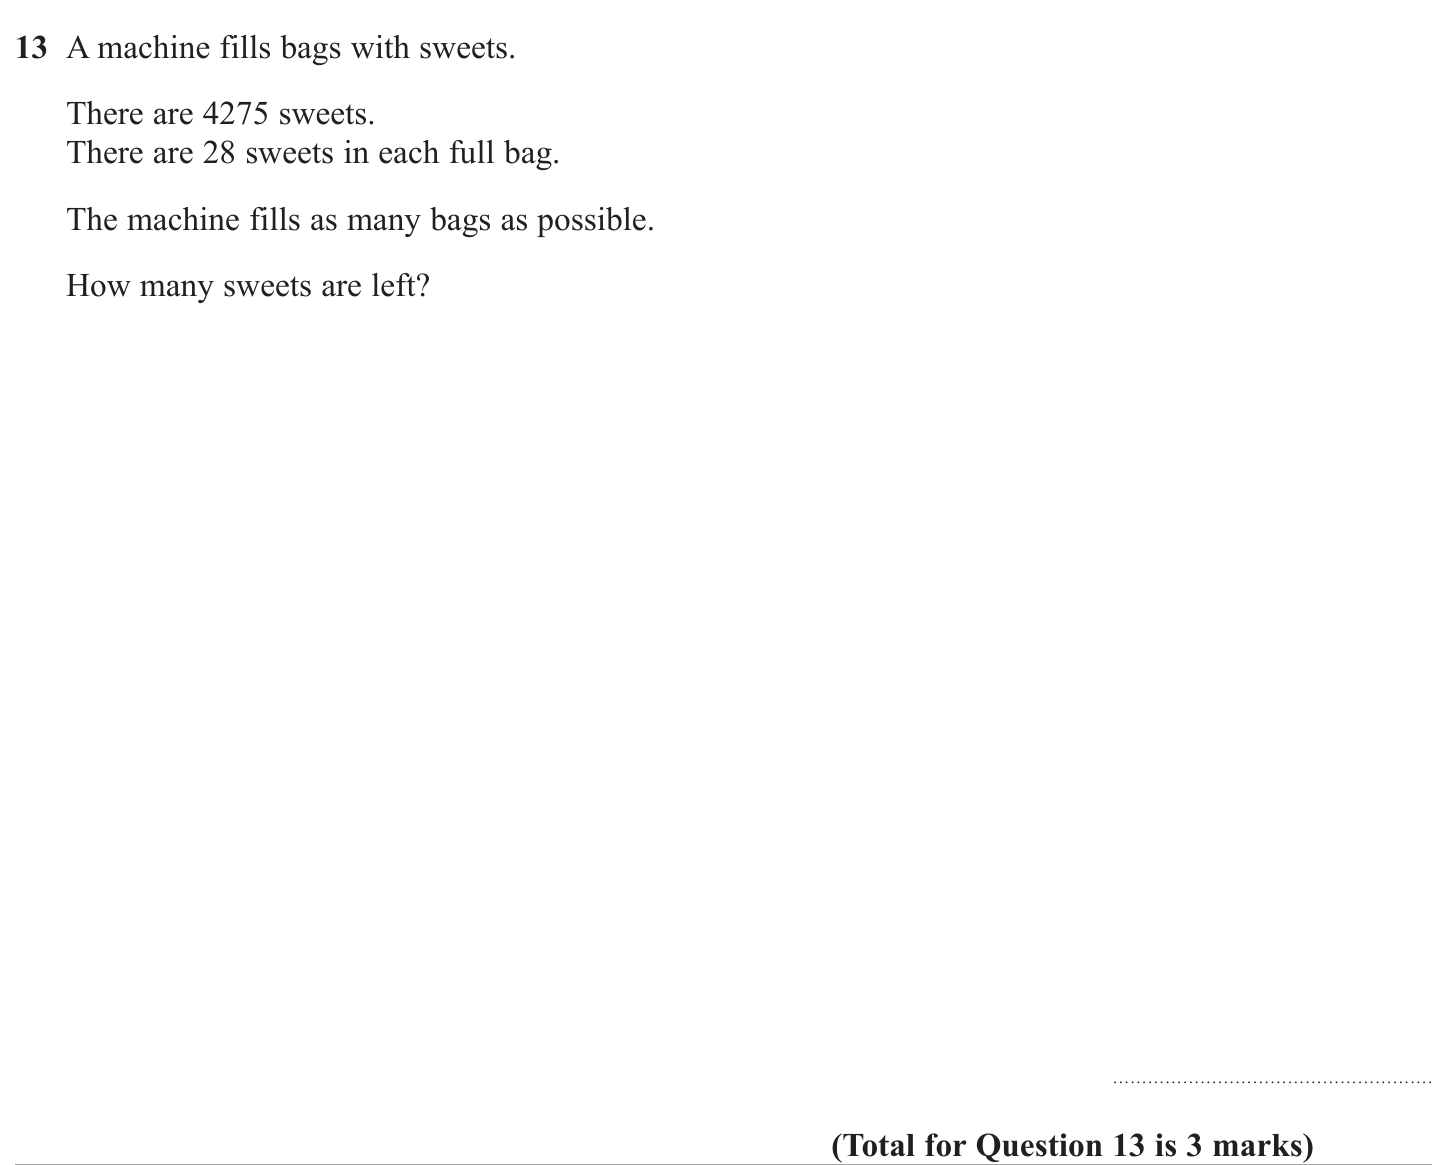 13 A machine fills bags with sweets.
There are 4275 sweets.
There are 28 sweets in each full bag.
The machine fills as many bags as possible.
How many sweets are left?
(Total for Question 13 is 3 marks)